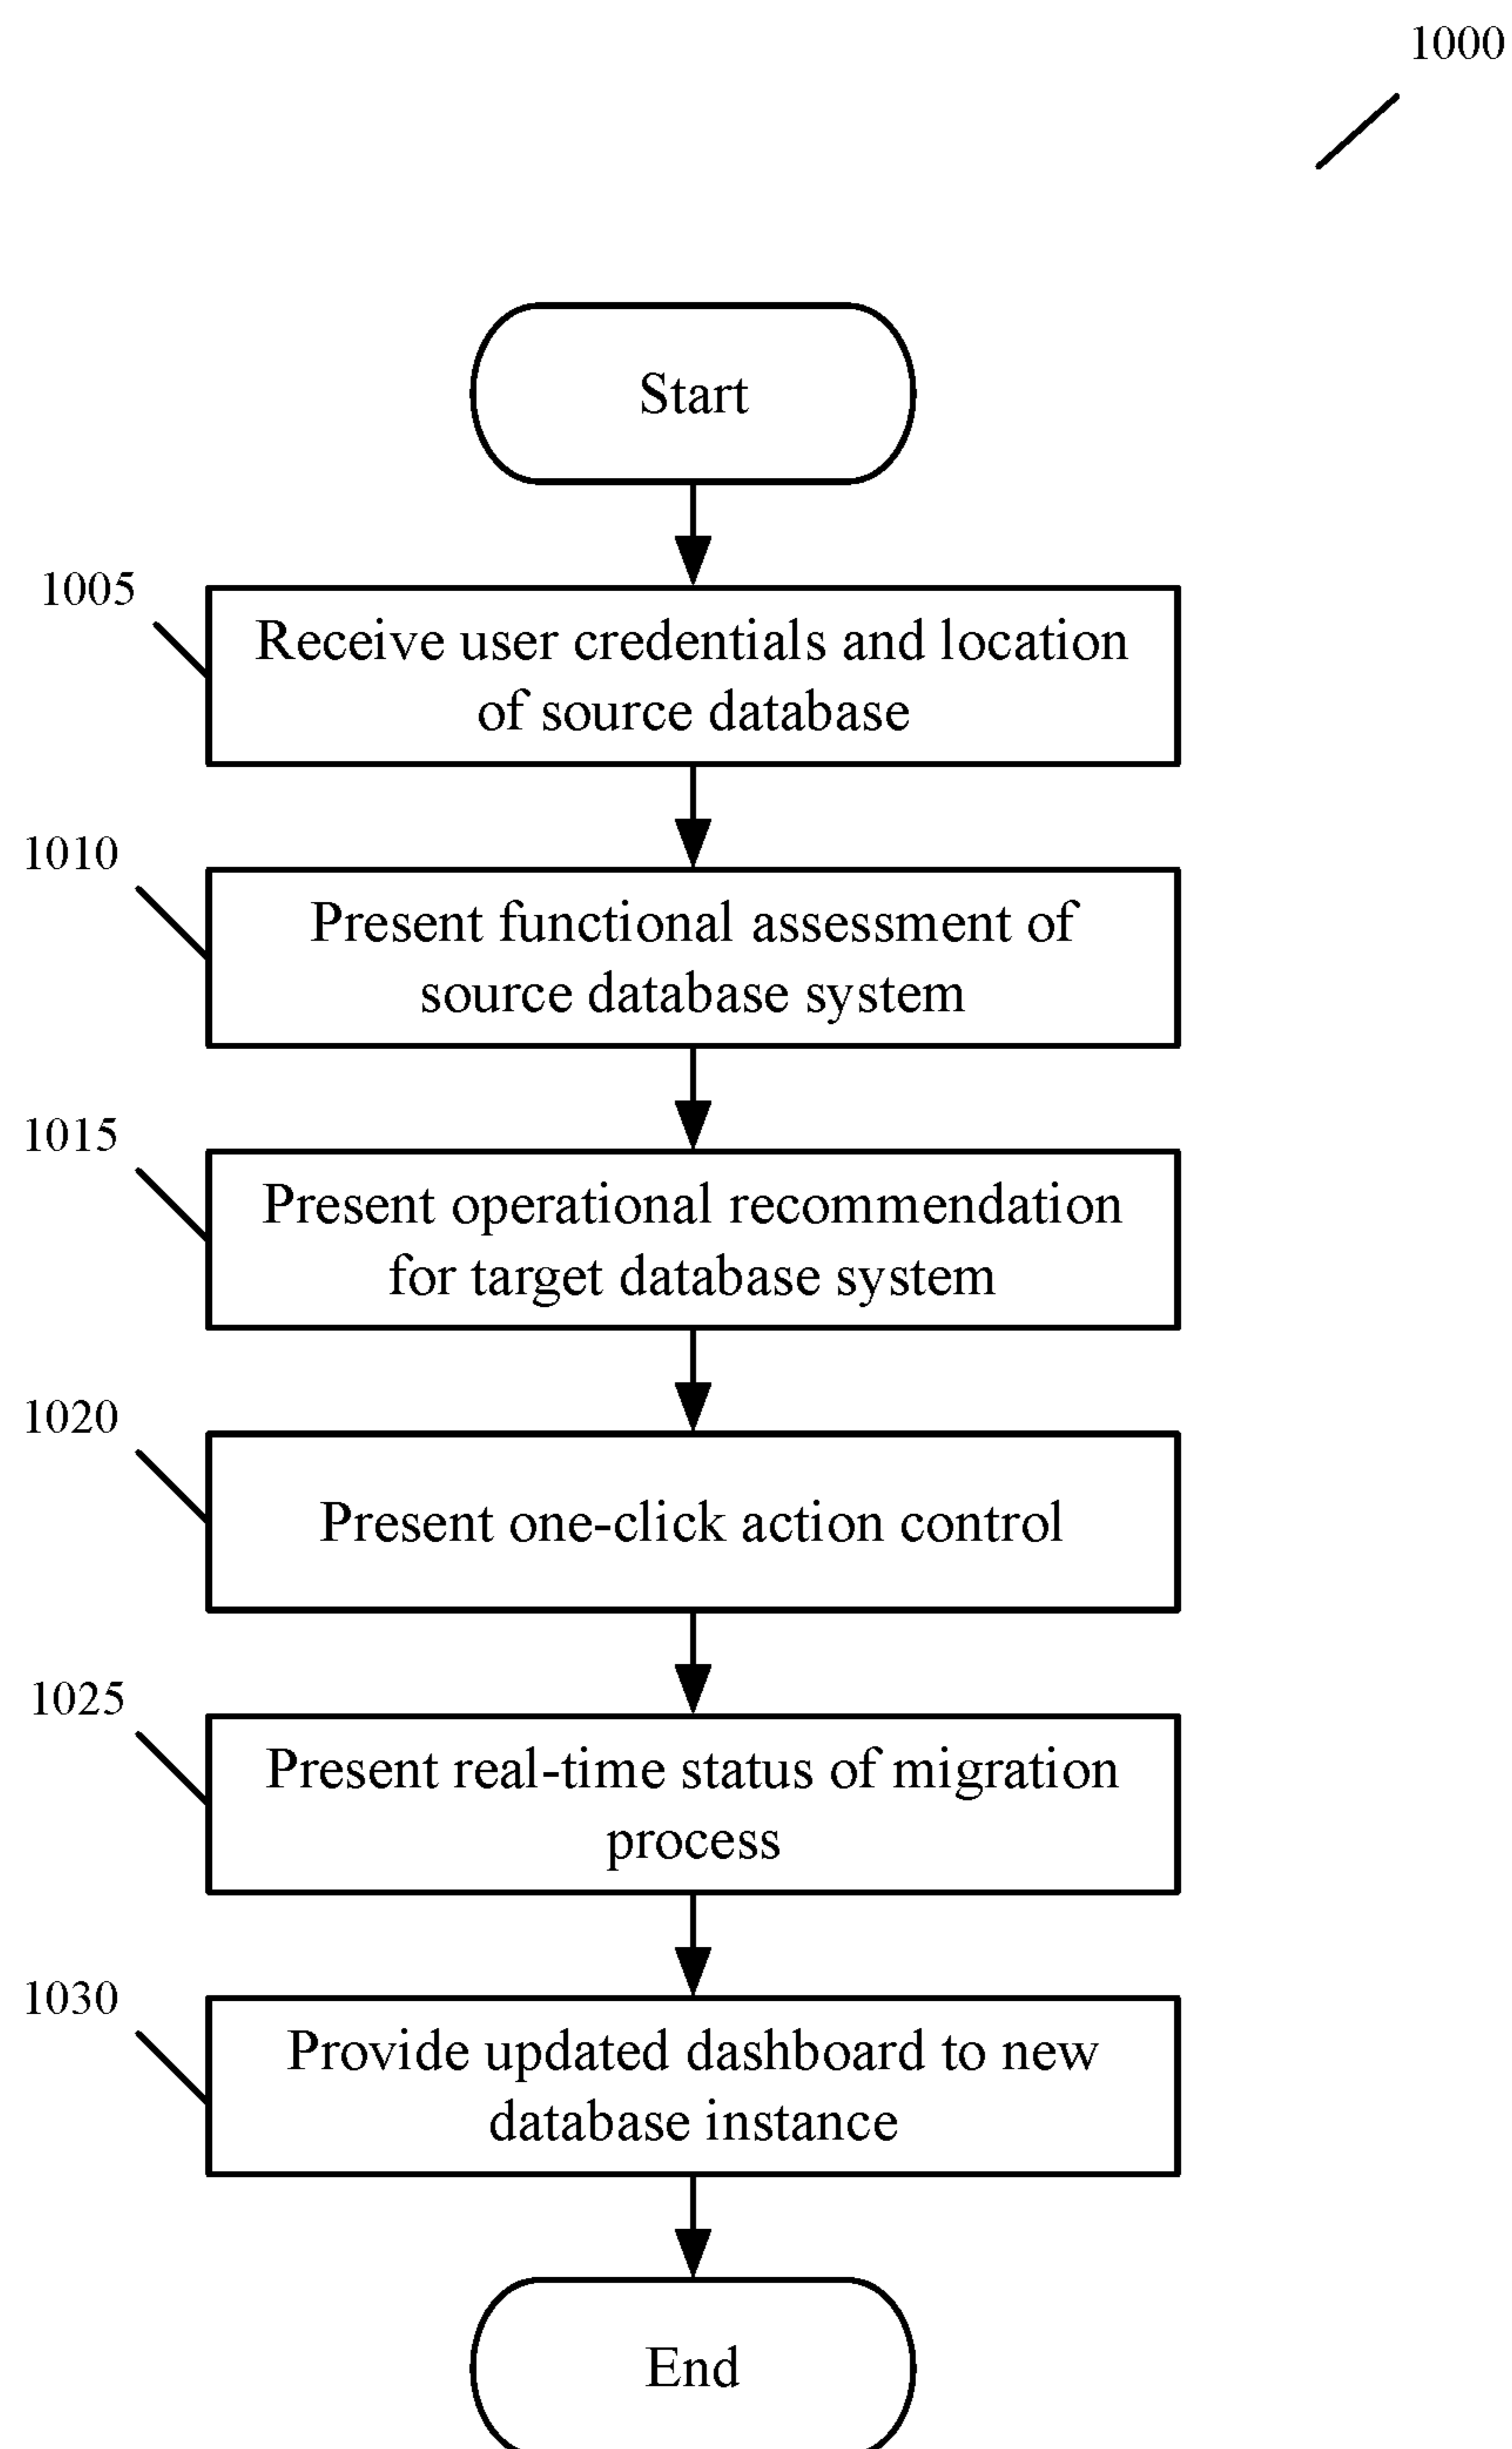 1000
Start
1005
Receive user credentials and location
of source database
1010
Present functional assessment of
source database system
1015
Present operational recommendation
for target database system
1020
Present one-click action control
1025
Present real-time status of migration
process
1030
Provide updated dashboard to new
database instance
End